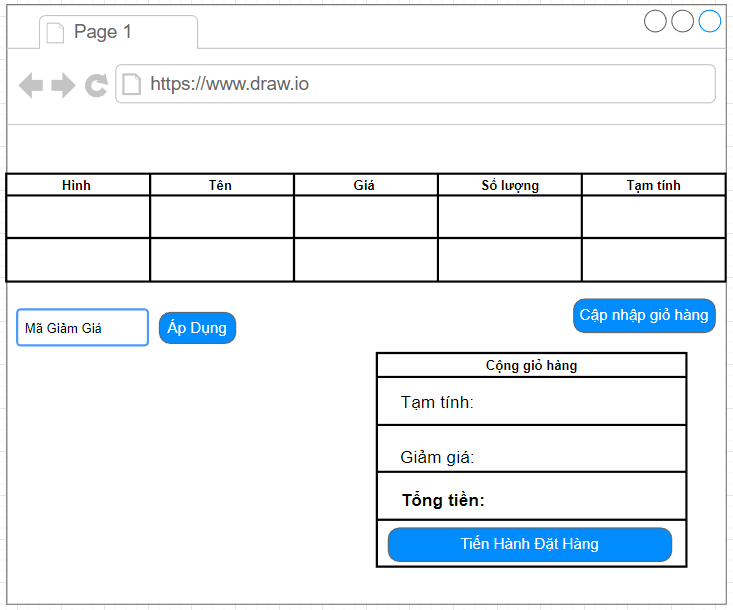 Page 1
https://www.draw.io
Hình Tên Giá Số lượng Tạm tính
Mã Giảm Giá Áp Dụng Cập nhập giỏ hàng
Cộng giỏ hàng
Tạm tính:
Giảm giá:
Tổng tiền:
Tiến Hành Đặt Hàng